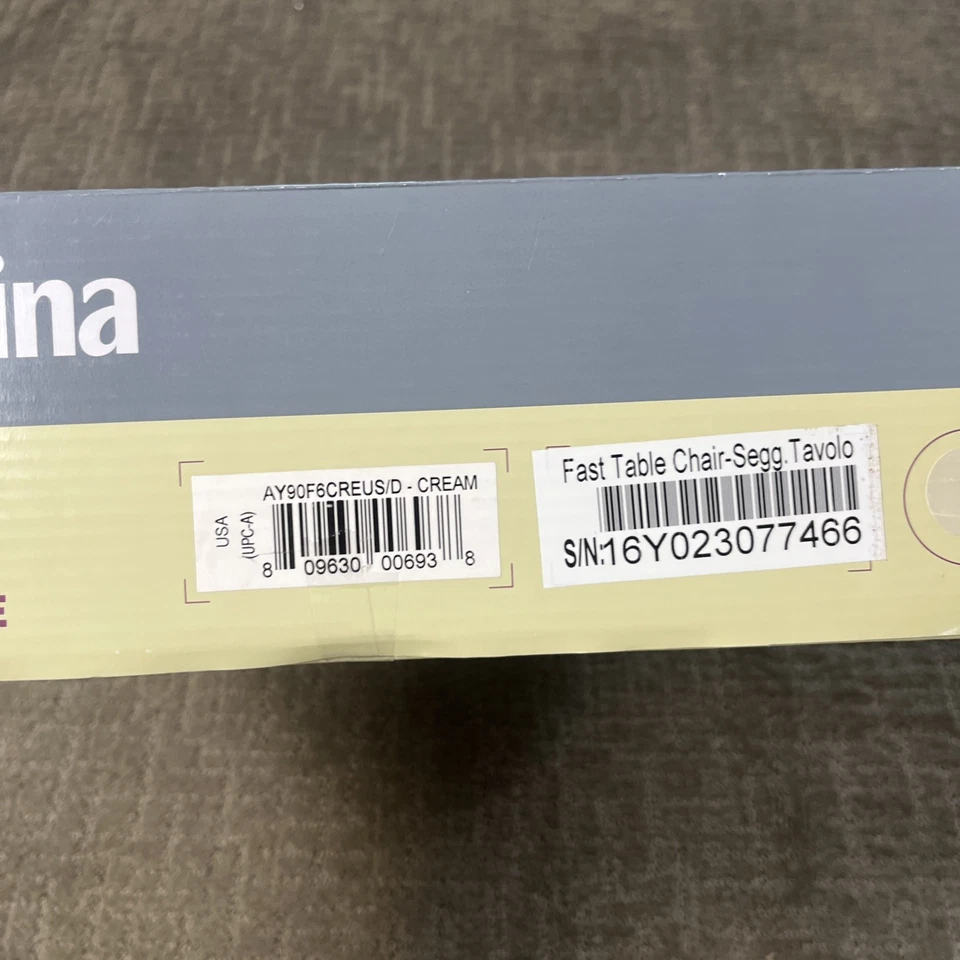 ina
E
AY90F6CREUS/D - CREAM
USA
(UPC-A)
8 09630 00693 8
Fast Table Chair-Segg.Tavolo
S/N:16Y023077466